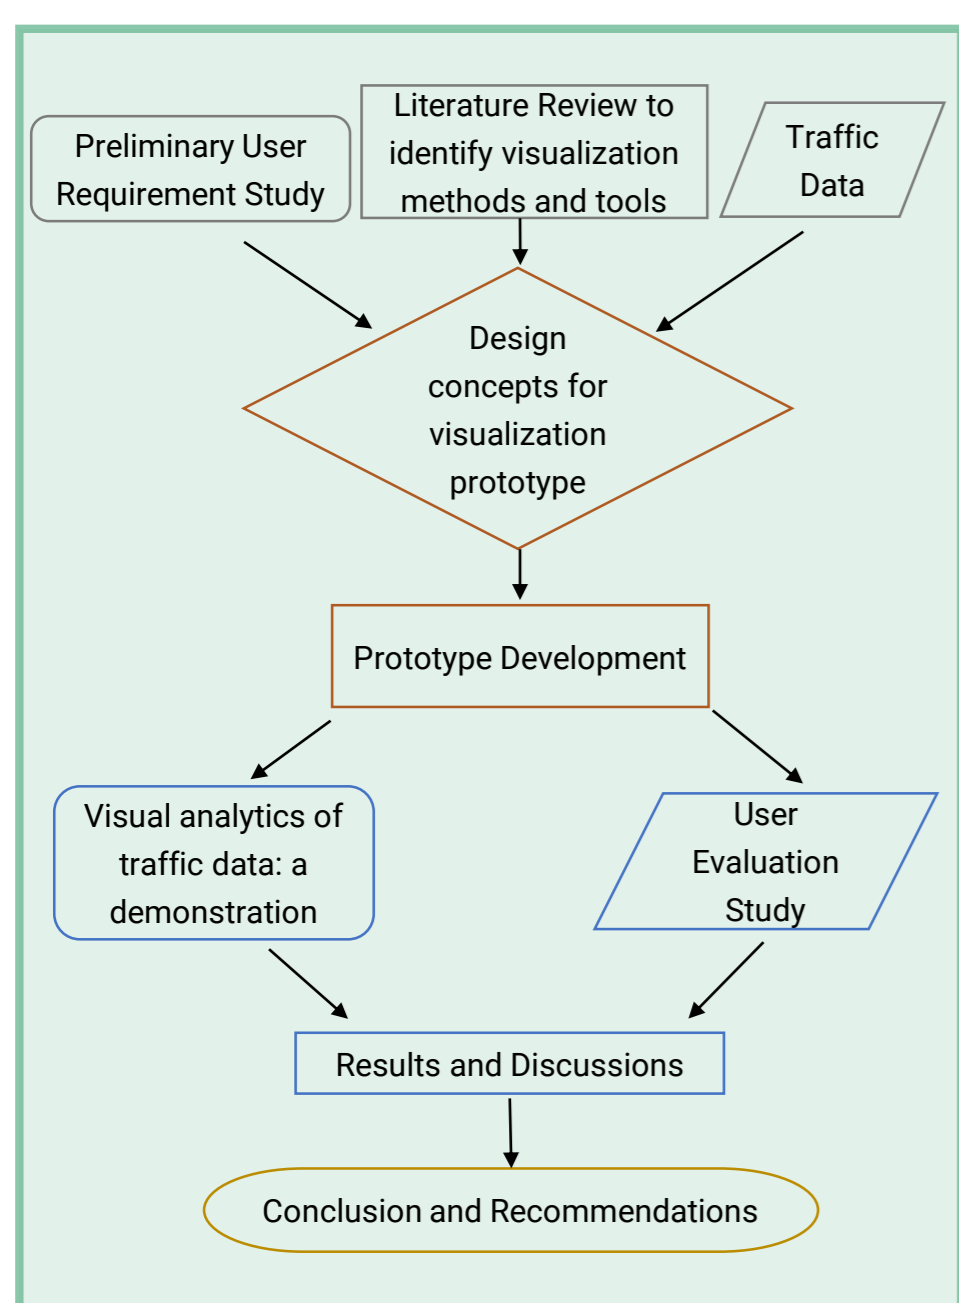 Preliminary User
Requirement Study
Literature Review to
identify visualization
methods and tools
Traffic
Data
Design
concepts for
visualization
prototype
Prototype Development
Visual analytics of
traffic data: a
demonstration
User
Evaluation
Study
Results and Discussions
Conclusion and Recommendations